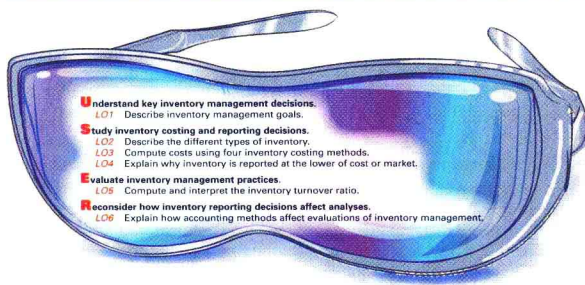 Understand key inventory management decisions.
LO1 Describe inventory management goals.
Study inventory costing and reporting decisions.
LO2 Describe the different types of inventory.
LO3 Compute costs using four inventory costing methods.
LO4 Explain why inventory is reported at the lower of cost or market.
Evaluate inventory management practices.
LO5 Compute and interpret the inventory turnover ratio.
Reconsider how inventory reporting decisions affect analyses.
LO6 Explain how accounting methods affect evaluations of inventory management.